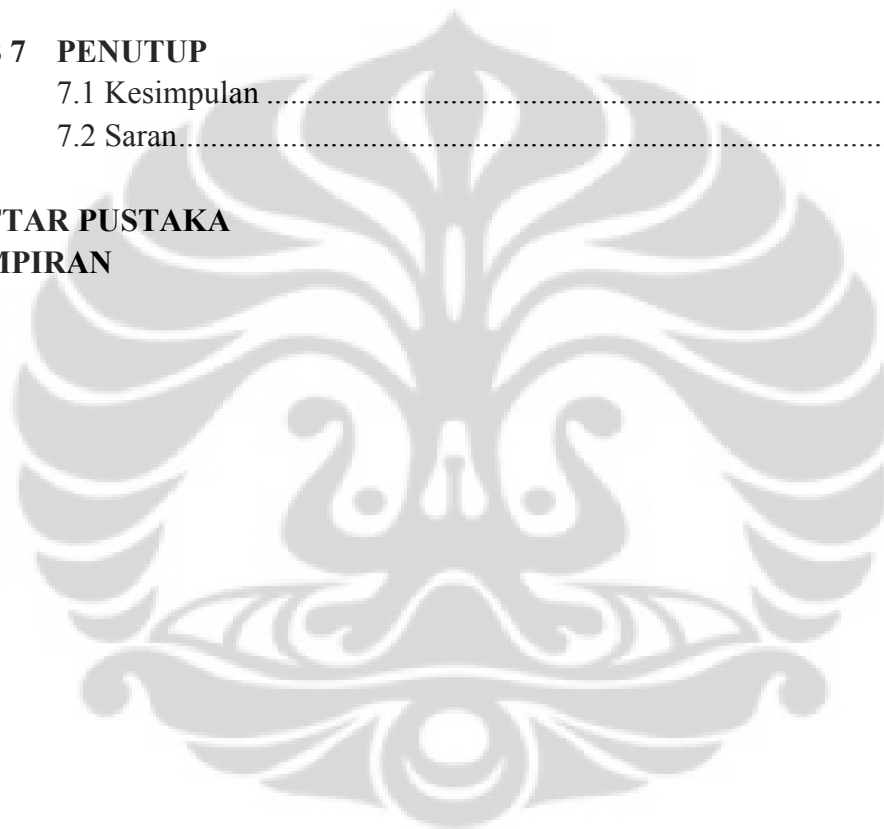 7 PENUTUP
7.1 Kesimpulan ..........................................................................................
7.2 Saran..........................................................................................
TAR PUSTAKA
MPIRAN